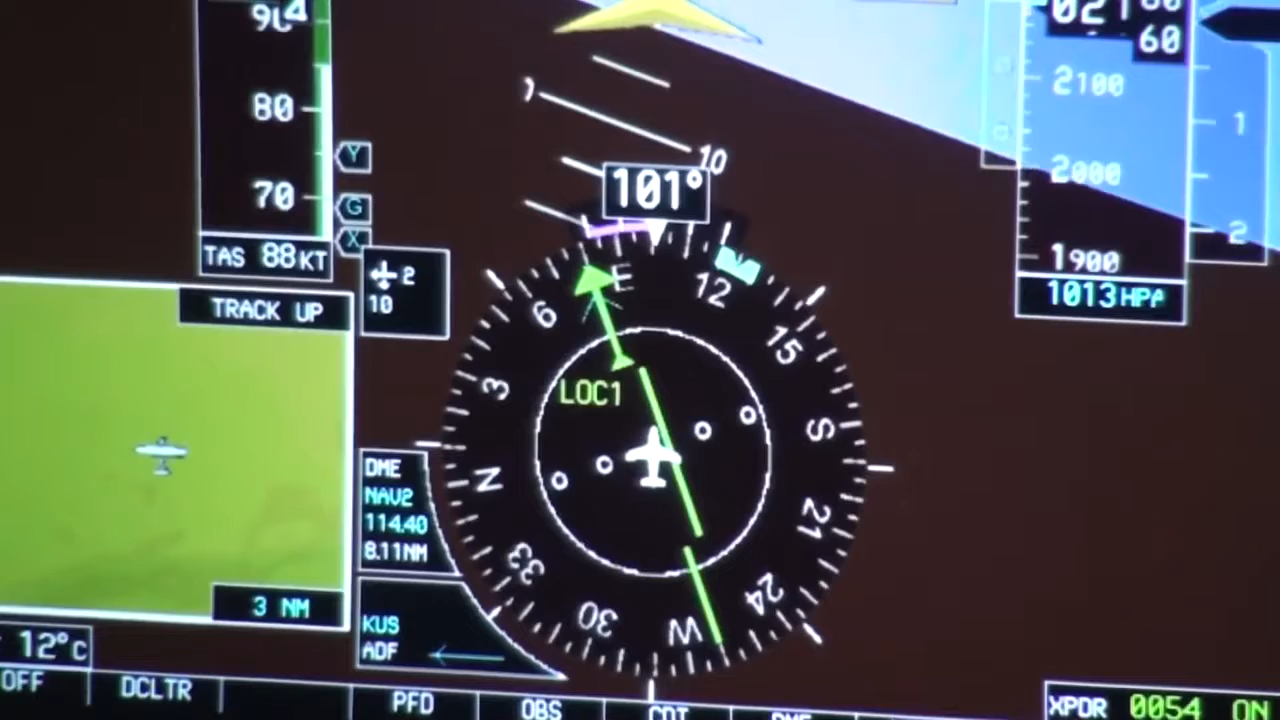 80
70
TAS 88KT
Y
G
X
2
10
TRACK UP
3 NM
12°C
OFF
DCLTR
PFD
OBS
CDI
DME
10
101°
E
12
15
S
21
24
W
30
33
N
3
6
LOC1
DME
NAV2
114.40
8.11NM
KUS
ADF
60
2100
2000
1900
1013HPA
1
2
XPDR 0054 ON